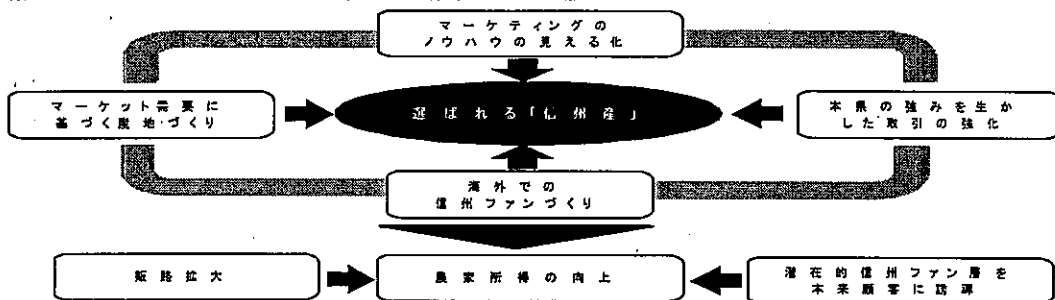 マーケティングの
ノウハウの見える化
マーケット需要に
基づく産地づくり
選ばれる「信州産」
本県の強みを生か
した取引の強化
海外での
信州ファンづくり
販路拡大
農家所得の向上
潜在的信州ファン層を
本来顧客に誘導